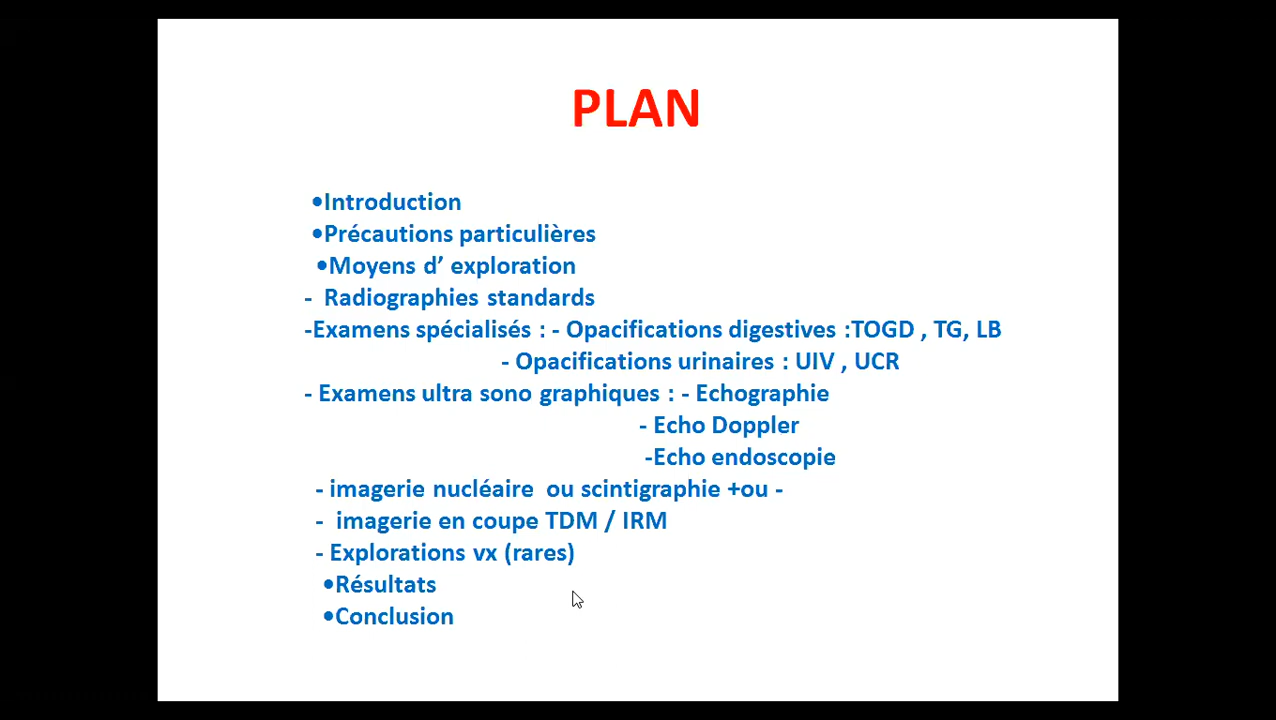 PLAN
•Introduction
•Précautions particulières
•Moyens d’ exploration
- Radiographies standards
-Examens spécialisés : - Opacifications digestives :TOGD , TG, LB
- Opacifications urinaires : UIV , UCR
- Examens ultra sono graphiques : - Echographie
- Echo Doppler
-Echo endoscopie
- imagerie nucléaire ou scintigraphie +ou -
- imagerie en coupe TDM / IRM
- Explorations vx (rares)
•Résultats
•Conclusion